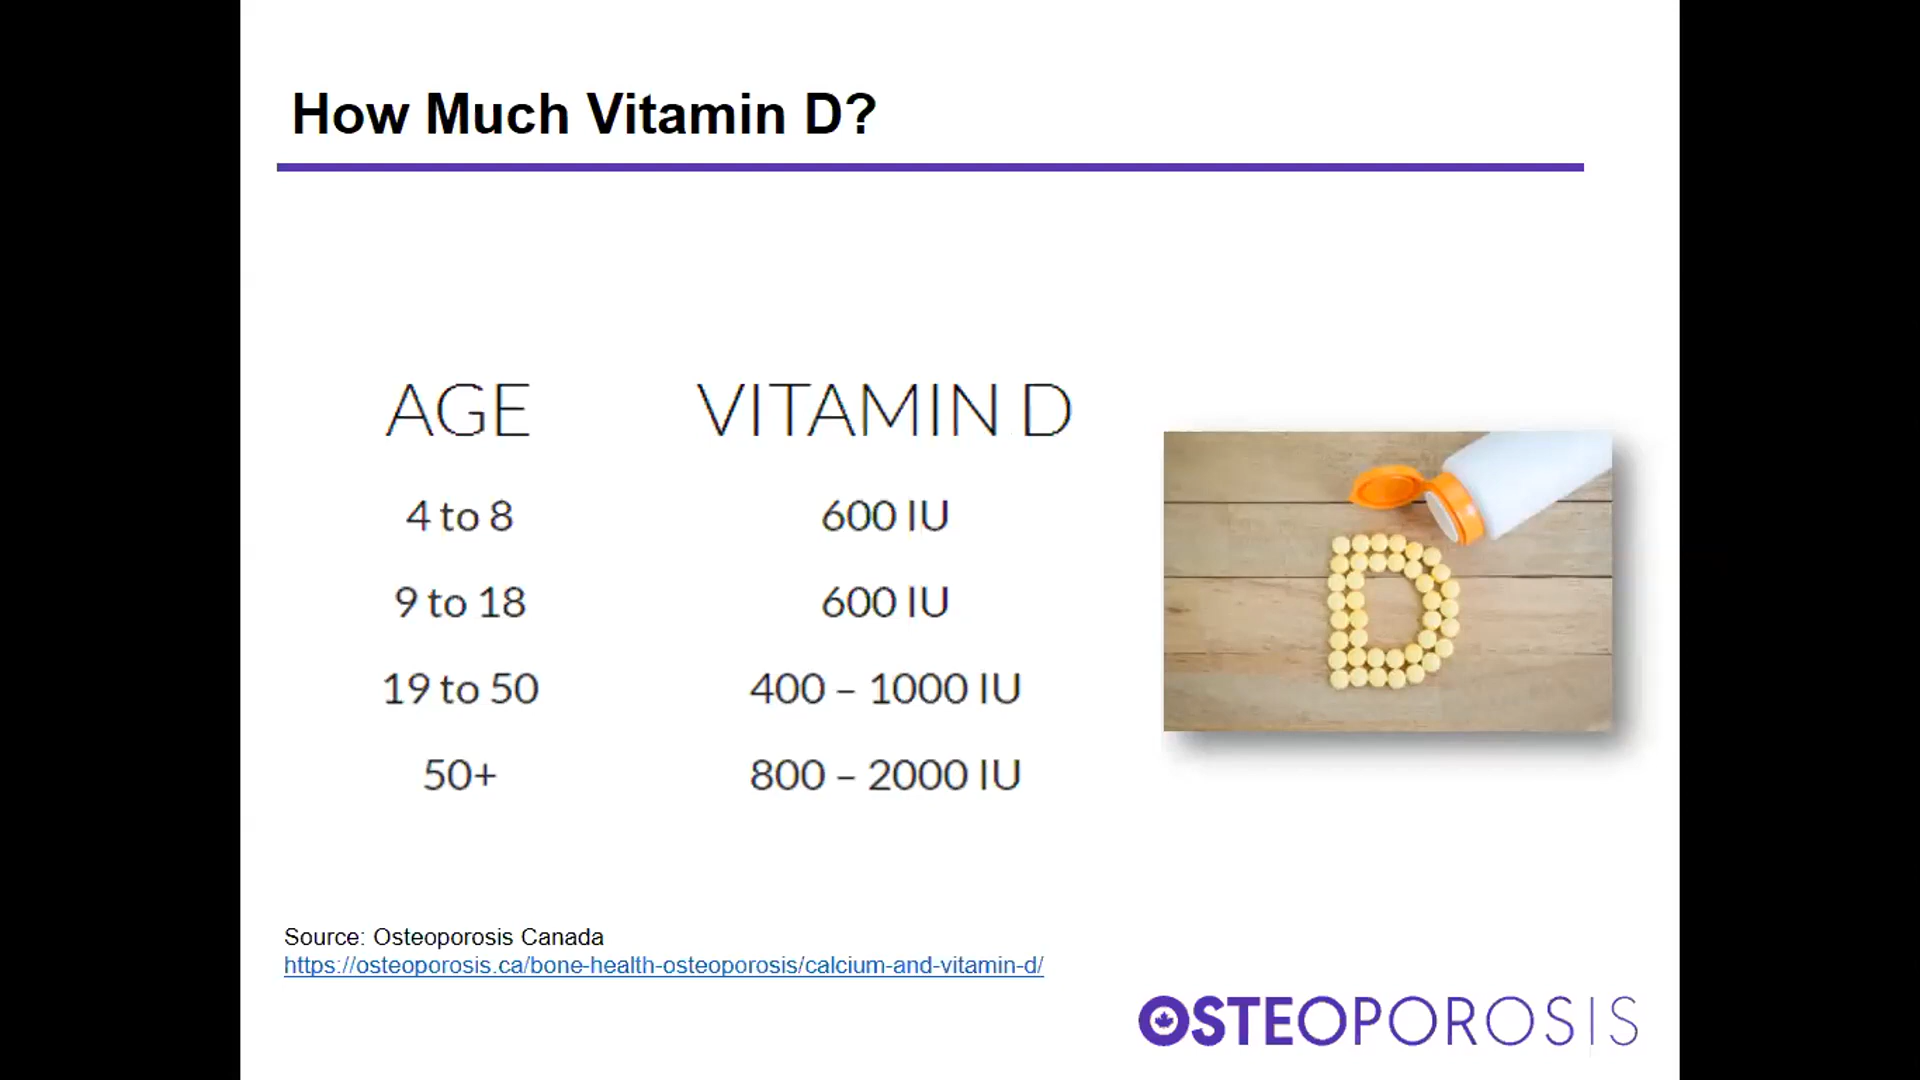 How Much Vitamin D?
AGE VITAMIN D
4 to 8 600 IU
9 to 18 600 IU
19 to 50 400 – 1000 IU
50+ 800 – 2000 IU
D
Source: Osteoporosis Canada
https://osteoporosis.ca/bone-health-osteoporosis/calcium-and-vitamin-d/
OSTEOPOROSIS